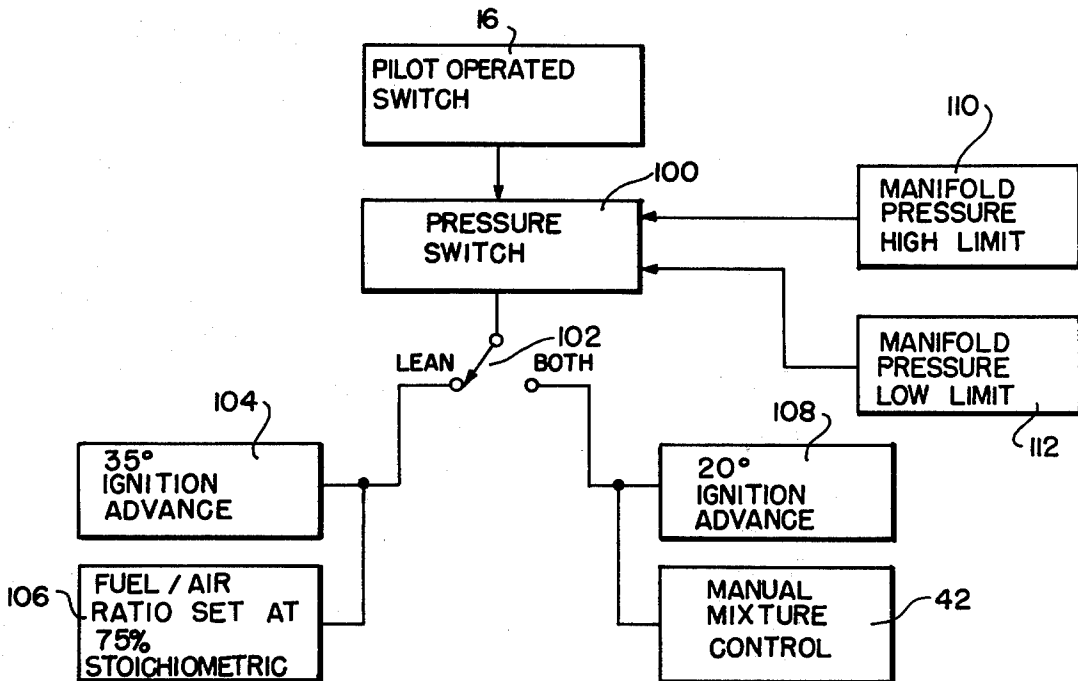 16
PILOT OPERATED
SWITCH
110
100
MANIFOLD
PRESSURE
HIGH LIMIT
PRESSURE
SWITCH
102
LEAN
BOTH
MANIFOLD
PRESSURE
LOW LIMIT
112
104
35°
IGNITION
ADVANCE
108
20°
IGNITION
ADVANCE
106
FUEL / AIR
RATIO SET AT
75%
STOICHIOMETRIC
MANUAL
MIXTURE
CONTROL
42